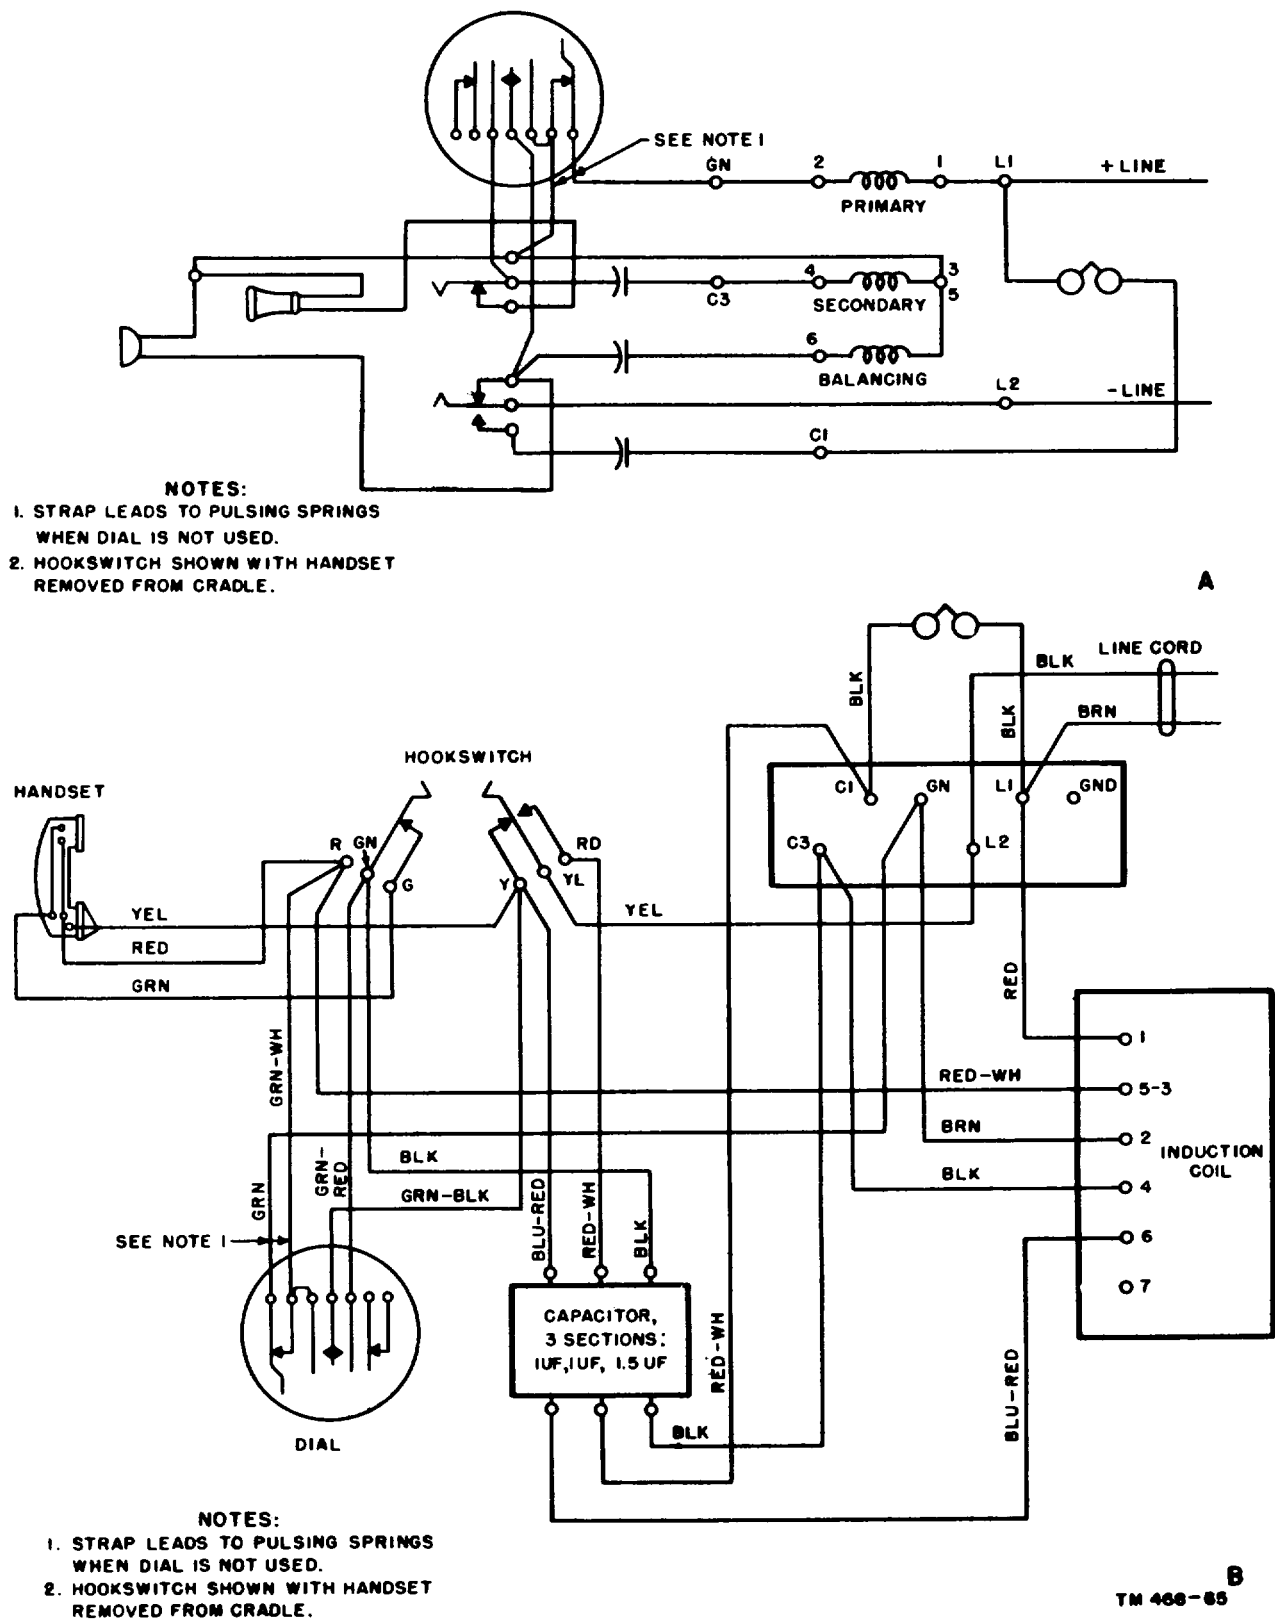 SEE NOTE 1
GN
2
1
L1
+ LINE
PRIMARY
C3
4
3
5
SECONDARY
6
BALANCING
L2
- LINE
C1
NOTES:
1. STRAP LEADS TO PULSING SPRINGS
WHEN DIAL IS NOT USED.
2. HOOKSWITCH SHOWN WITH HANDSET
REMOVED FROM CRADLE.
A
LINE CORD
BLK
BLK
BLK
BRN
HOOKSWITCH
HANDSET
C1
GN
L1
GND
R
GN
RD
C3
L2
G
Y
YL
YEL
YEL
RED
GRN
RED
GRN-WH
1
RED-WH
5-3
BRN
2
INDUCTION
COIL
BLK
GRN-
RED
BLK
4
GRN
GRN-BLK
BLU-RED
RED-WH
BLK
SEE NOTE 1
6
7
CAPACITOR,
3 SECTIONS:
1UF, 1UF, 1.5 UF
RED-WH
BLU-RED
BLK
DIAL
NOTES:
1. STRAP LEADS TO PULSING SPRINGS
WHEN DIAL IS NOT USED.
2. HOOKSWITCH SHOWN WITH HANDSET
REMOVED FROM CRADLE.
B
TM 466-65